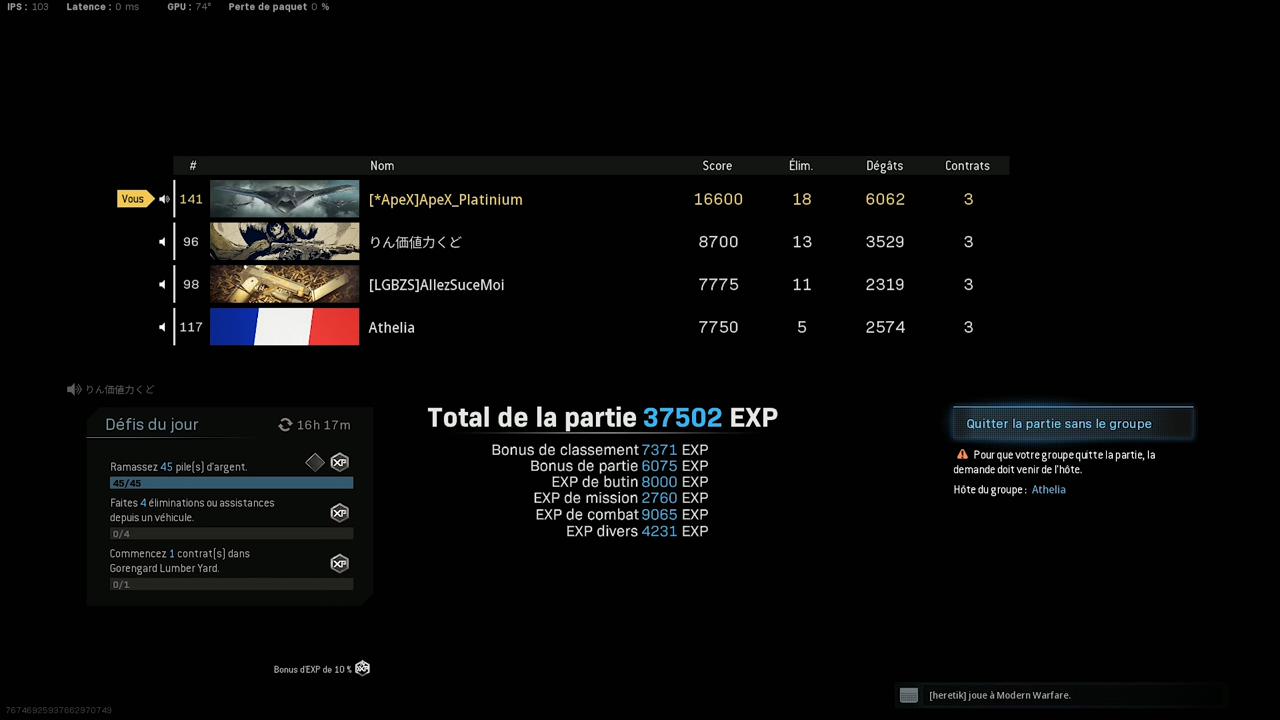 IPS : 103 Latence : 0 ms GPU : 74° Perte de paquet 0 %
# Nom Score Élim. Dégâts Contrats
Vous 141 [*ApeX]ApeX_Platinium 16600 18 6062 3
96 りん価値力くど 8700 13 3529 3
98 [LGBZS]AllezSuceMoi 7775 11 2319 3
117 Athelia 7750 5 2574 3
りん価値力くど
Défis du jour 16h 17m
Ramassez 45 pile(s) d'argent. XP
45/45
Faites 4 éliminations ou assistances
depuis un véhicule. XP
0/4
Commencez 1 contrat(s) dans
Gorengard Lumber Yard. XP
0/1
Bonus d'EXP de 10 %
Total de la partie 37502 EXP
Bonus de classement 7371 EXP
Bonus de partie 6075 EXP
EXP de butin 8000 EXP
EXP de mission 2760 EXP
EXP de combat 9065 EXP
EXP divers 4231 EXP
Quitter la partie sans le groupe
Pour que votre groupe quitte la partie, la
demande doit venir de l'hôte.
Hôte du groupe : Athelia
[heretik] joue à Modern Warfare.
76746925937662970749